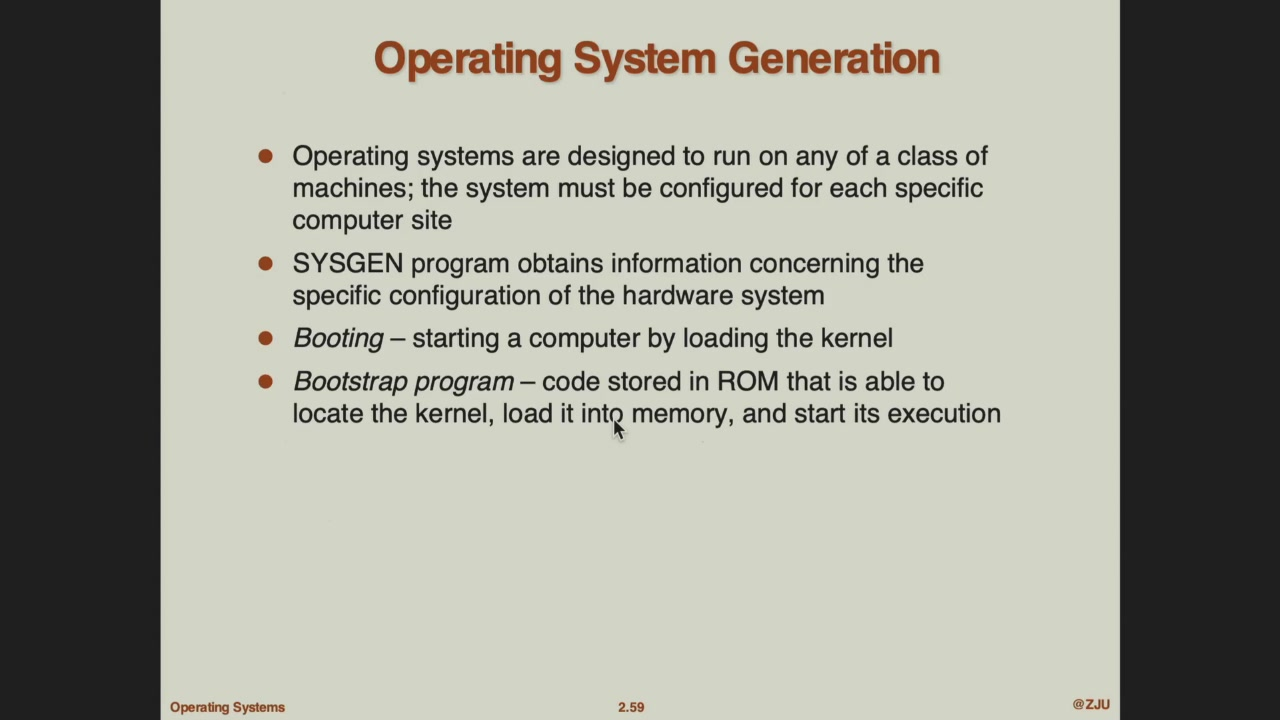 Operating System Generation
● Operating systems are designed to run on any of a class of
machines; the system must be configured for each specific
computer site
● SYSGEN program obtains information concerning the
specific configuration of the hardware system
● Booting – starting a computer by loading the kernel
● Bootstrap program – code stored in ROM that is able to
locate the kernel, load it into memory, and start its execution
Operating Systems
2.59
@ZJU